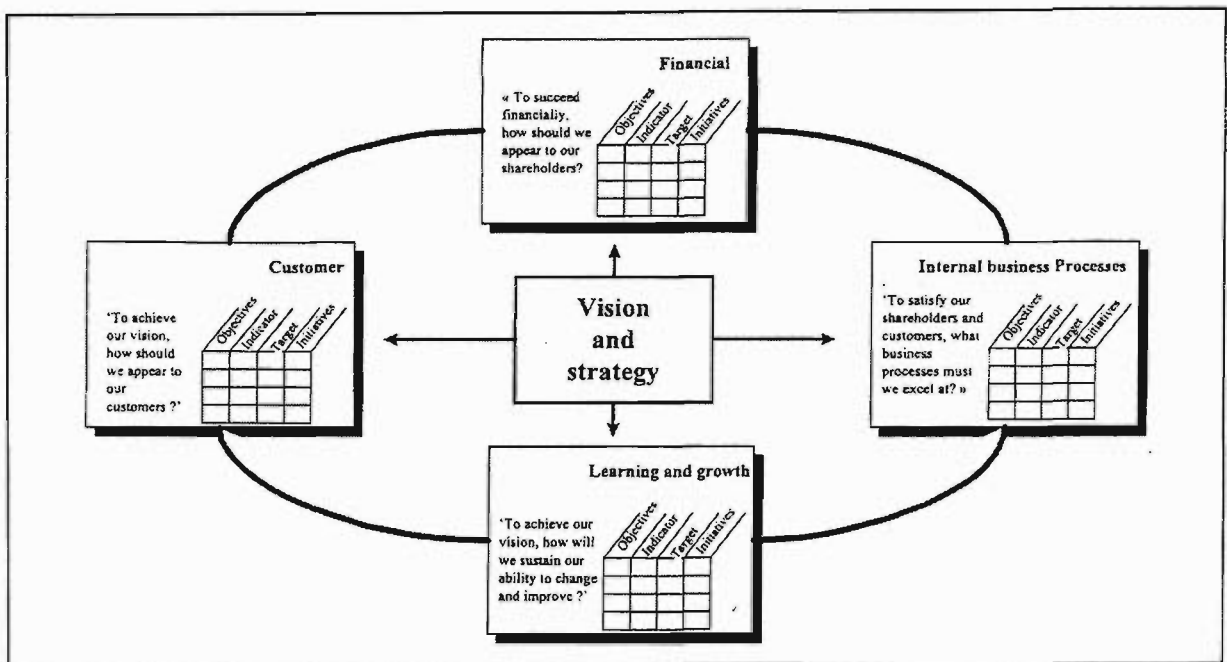 Financial
« To succeed
financially,
how should we
appear to our
shareholders?
Objectives
Indicator
Target
Initiatives
Customer
'To achieve
our vision,
how should
we appear to
our
customers ?'
Objectives
Indicator
Target
Initiatives
Vision
and
strategy
Internal business Processes
'To satisfy our
shareholders and
customers, what
business
processes must
we excel at? »
Objectives
Indicator
Target
Initiatives
Learning and growth
'To achieve our
vision, how will
we sustain our
ability to change
and improve ?'
Objectives
Indicator
Target
Initiatives